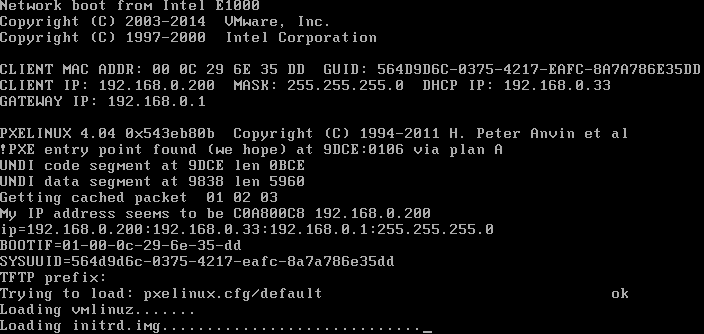 Network boot from Intel E1000
Copyright (C) 2003-2014  VMware, Inc.
Copyright (C) 1997-2000  Intel Corporation
CLIENT MAC ADDR: 00 0C 29 6E 35 DD  GUID: 564D9D6C-0375-4217-EAFC-8A7A786E35DD
CLIENT IP: 192.168.0.200  MASK: 255.255.255.0  DHCP IP: 192.168.0.33
GATEWAY IP: 192.168.0.1
PXELINUX 4.04 0x543eb80b  Copyright (C) 1994-2011 H. Peter Anvin et al
!PXE entry point found (we hope) at 9DCE:0106 via plan A
UNDI code segment at 9DCE len 0BCE
UNDI data segment at 9838 len 5960
Getting cached packet  01 02 03
My IP address seems to be C0A800C8 192.168.0.200
ip=192.168.0.200:192.168.0.33:192.168.0.1:255.255.255.0
BOOTIF=01-00-0c-29-6e-35-dd
SYSUUID=564d9d6c-0375-4217-eafc-8a7a786e35dd
TFTP prefix:
Trying to load: pxelinux.cfg/default                                    ok
Loading vmlinuz.......
Loading initrd.img............................_